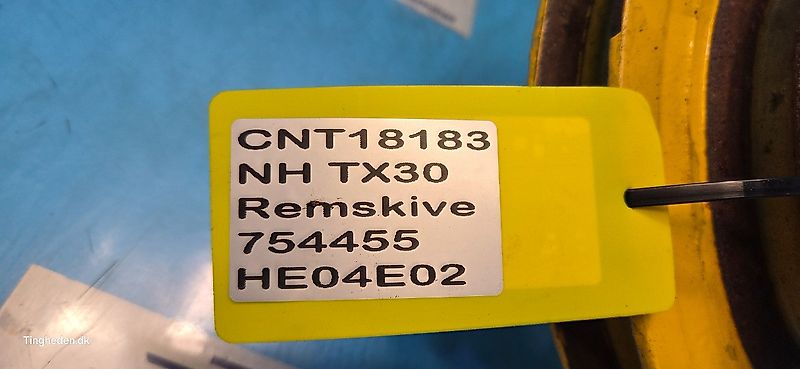 CNT18183
NH TX30
Remskive
754455
HE04E02
Tingheden.dk